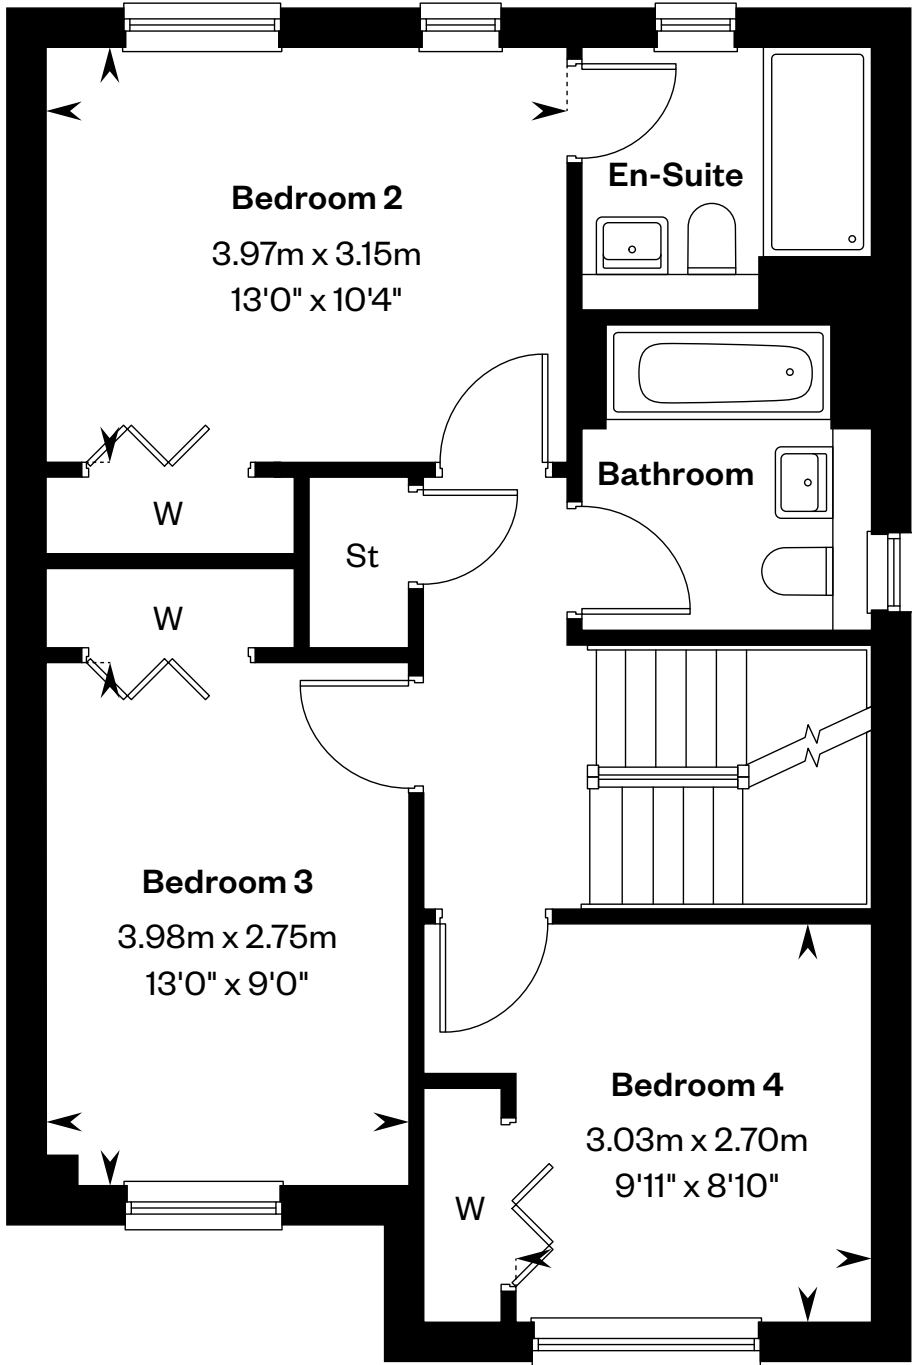 En-Suite
Bedroom 2
3.97m x 3.15m
13'0" x 10'4"
Bathroom
W
St
W
Bedroom 3
3.98m x 2.75m
13'0" x 9'0"
Bedroom 4
3.03m x 2.70m
9'11" x 8'10"
W